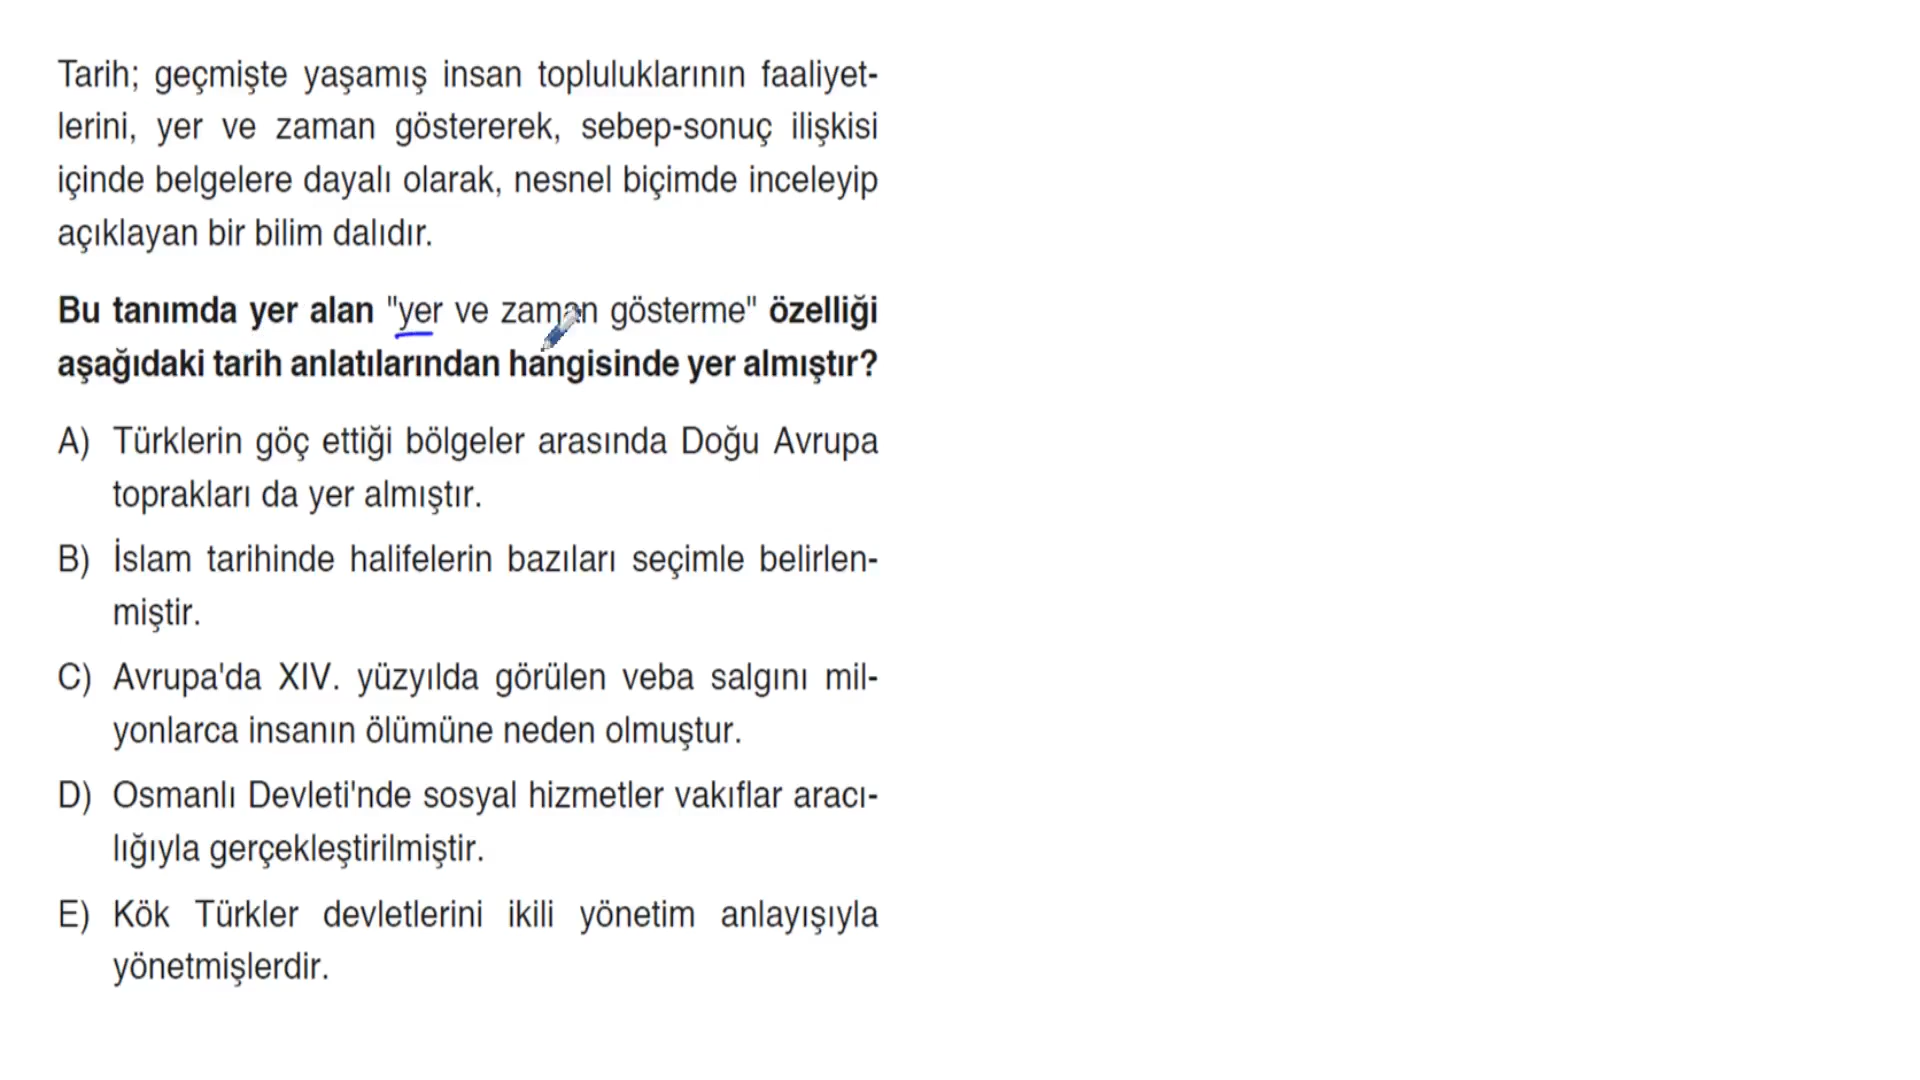 Tarih; geçmişte yaşamış insan topluluklarının faaliyet-
lerini, yer ve zaman göstererek, sebep-sonuç ilişkisi
içinde belgelere dayalı olarak, nesnel biçimde inceleyip
açıklayan bir bilim dalıdır.
Bu tanımda yer alan "yer ve zaman gösterme" özelliği
aşağıdaki tarih anlatılarından hangisinde yer almıştır?
A) Türklerin göç ettiği bölgeler arasında Doğu Avrupa
toprakları da yer almıştır.
B) İslam tarihinde halifelerin bazıları seçimle belirlen-
miştir.
C) Avrupa'da XIV. yüzyılda görülen veba salgını mil-
yonlarca insanın ölümüne neden olmuştur.
D) Osmanlı Devleti'nde sosyal hizmetler vakıflar aracı-
lığıyla gerçekleştirilmiştir.
E) Kök Türkler devletlerini ikili yönetim anlayışıyla
yönetmişlerdir.